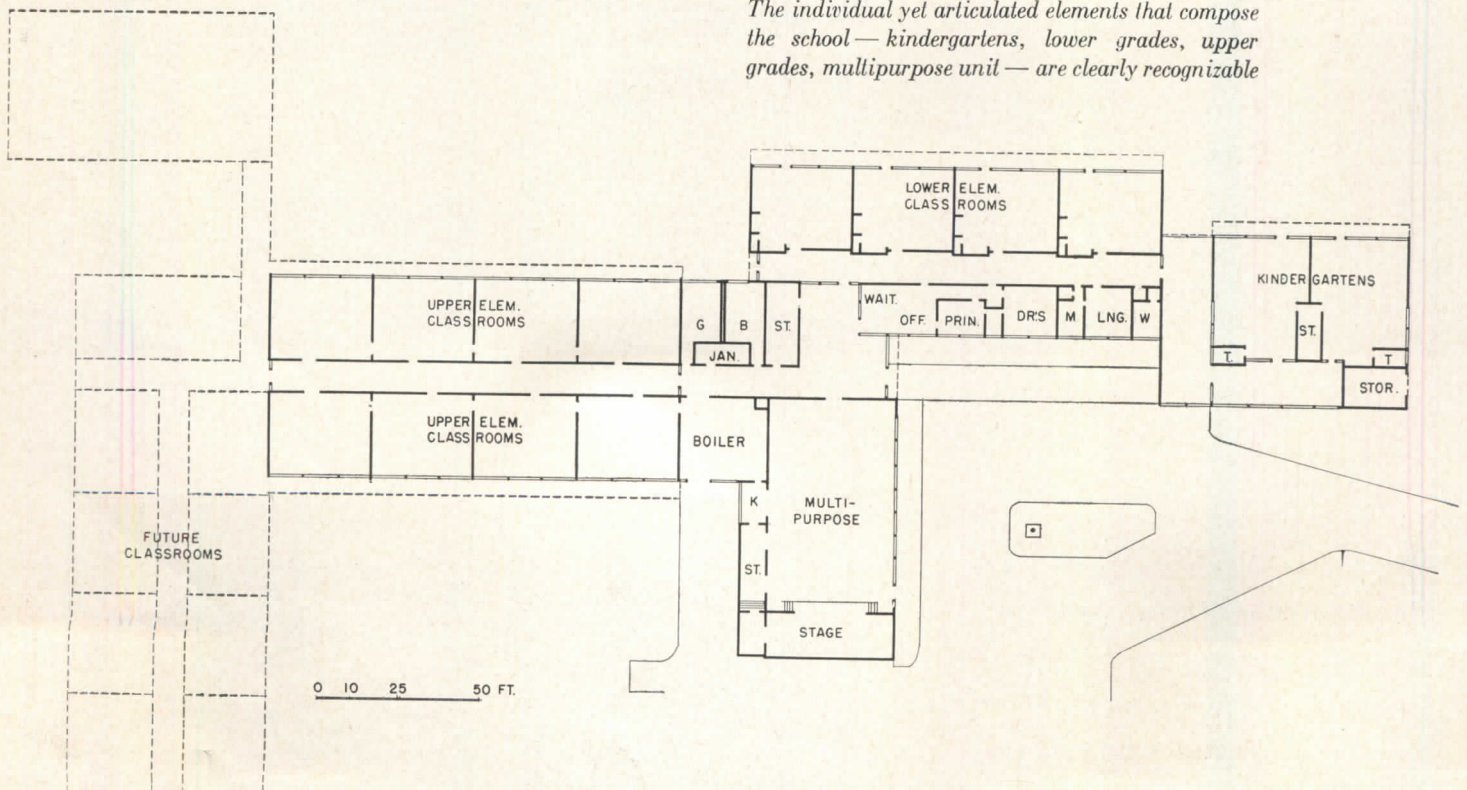 The individual yet articulated elements that compose
the school — kindergartens, lower grades, upper
grades, multipurpose unit — are clearly recognizable
LOWER ELEM.
CLASS ROOMS
KINDER GARTENS
UPPER ELEM.
CLASS ROOMS
G
B
ST.
JAN.
WAIT.
OFF.
PRIN.
DR'S
M
LNG.
W
ST.
T.
T
STOR.
UPPER ELEM.
CLASS ROOMS
BOILER
K
MULTI-
PURPOSE
FUTURE
CLASSROOMS
ST.
STAGE
0 10 25 50 FT.